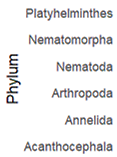 Phylum
Platyhelminthes
Nematomorpha
Nematoda
Arthropoda
Annelida
Acanthocephala